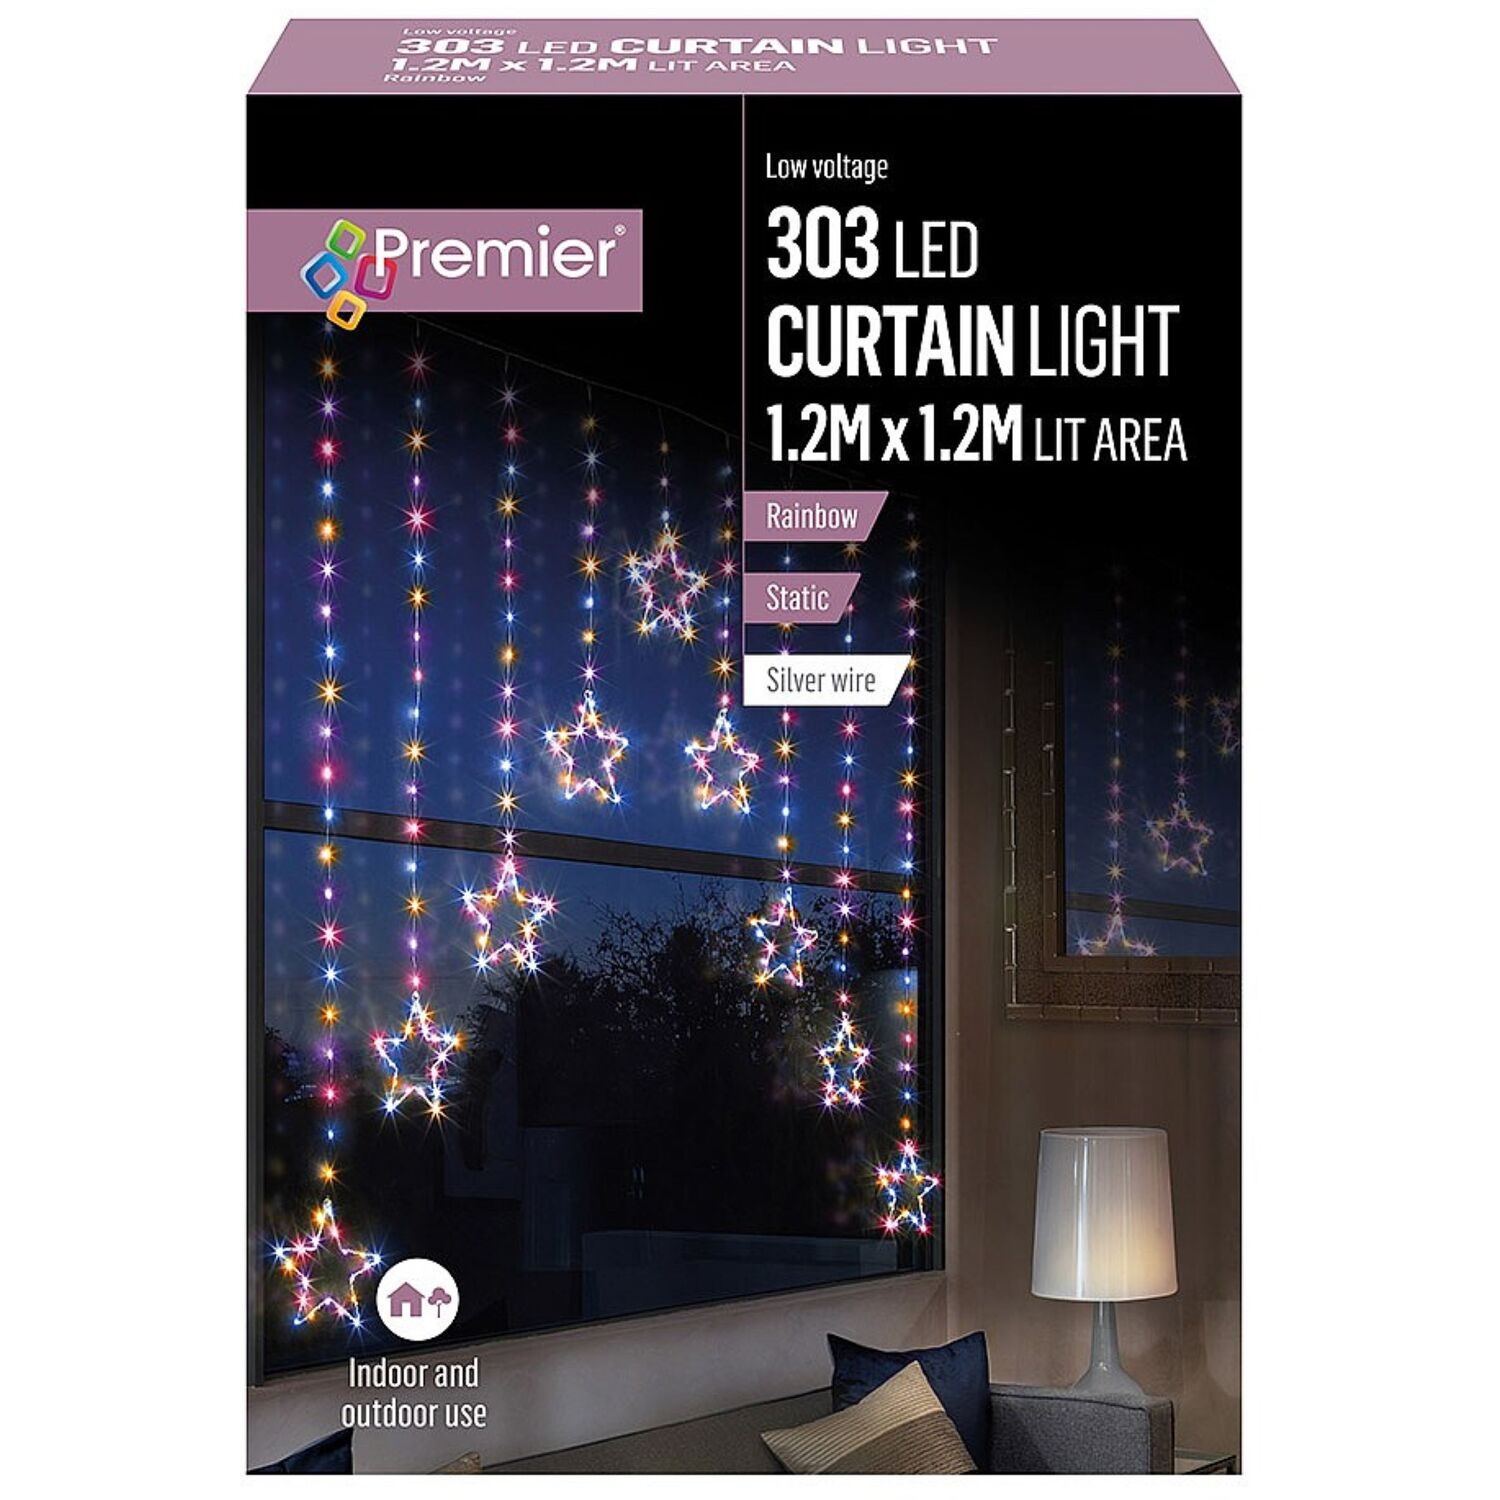 Low voltage
303 LED CURTAIN LIGHT
1.2M x 1.2M LIT AREA
Rainbow
Premier®
Low voltage
303 LED
CURTAIN LIGHT
1.2M x 1.2M LIT AREA
Rainbow
Static
Silver wire
Indoor and
outdoor use